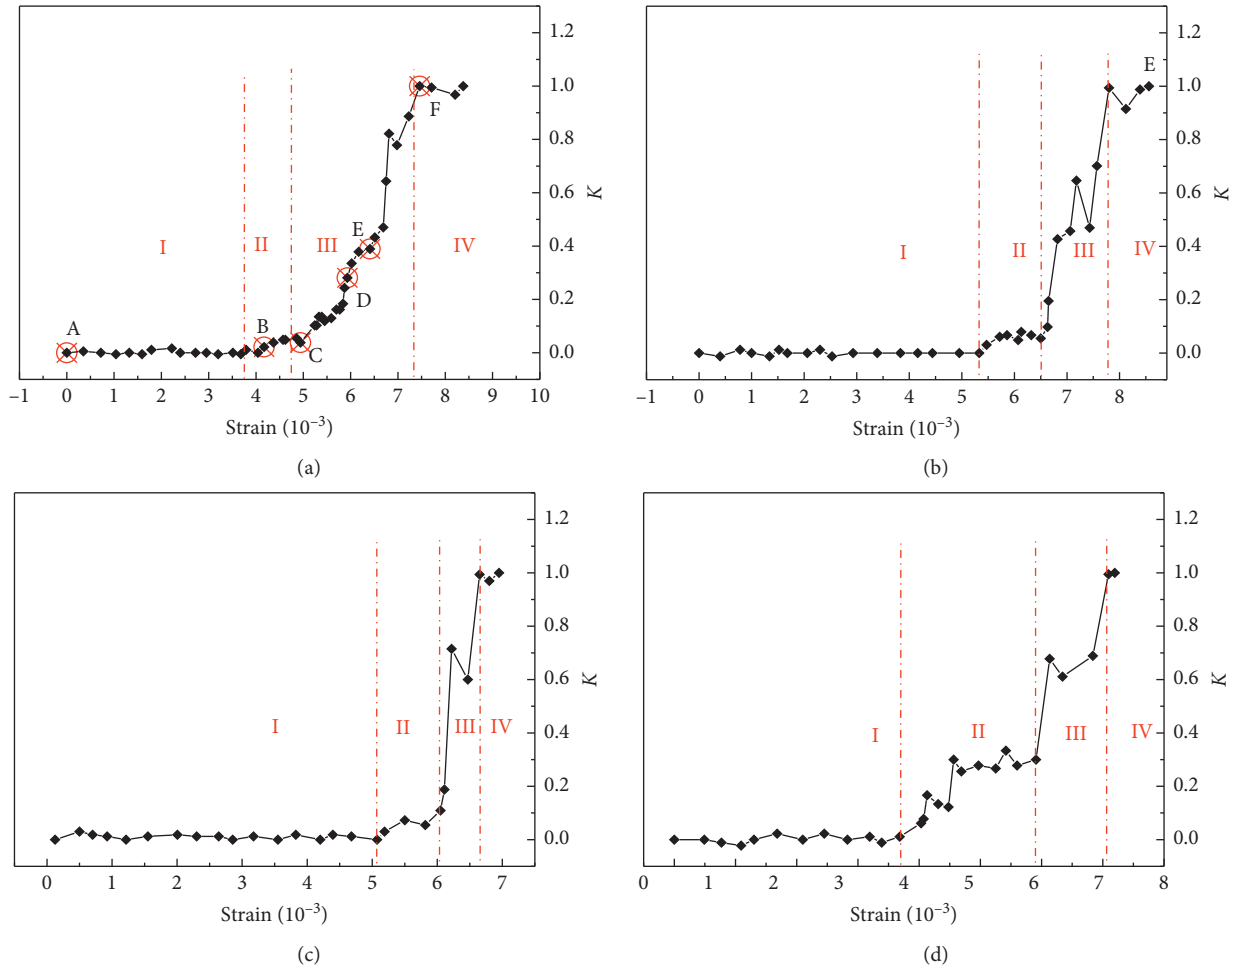 1.2
1.0
0.8
0.6
0.4
0.2
0.0
K
A
B
C
D
E
F
I
II
III
IV
−1 0 1 2 3 4 5 6 7 8 9 10
Strain (10−3)
(a)
1.2
1.0
0.8
0.6
0.4
0.2
0.0
K
E
I
II
III
IV
−1 0 1 2 3 4 5 6 7 8
Strain (10−3)
(b)
1.2
1.0
0.8
0.6
0.4
0.2
0.0
K
I
II
III
IV
0 1 2 3 4 5 6 7
Strain (10−3)
(c)
1.2
1.0
0.8
0.6
0.4
0.2
0.0
K
I
II
III
IV
0 1 2 3 4 5 6 7 8
Strain (10−3)
(d)